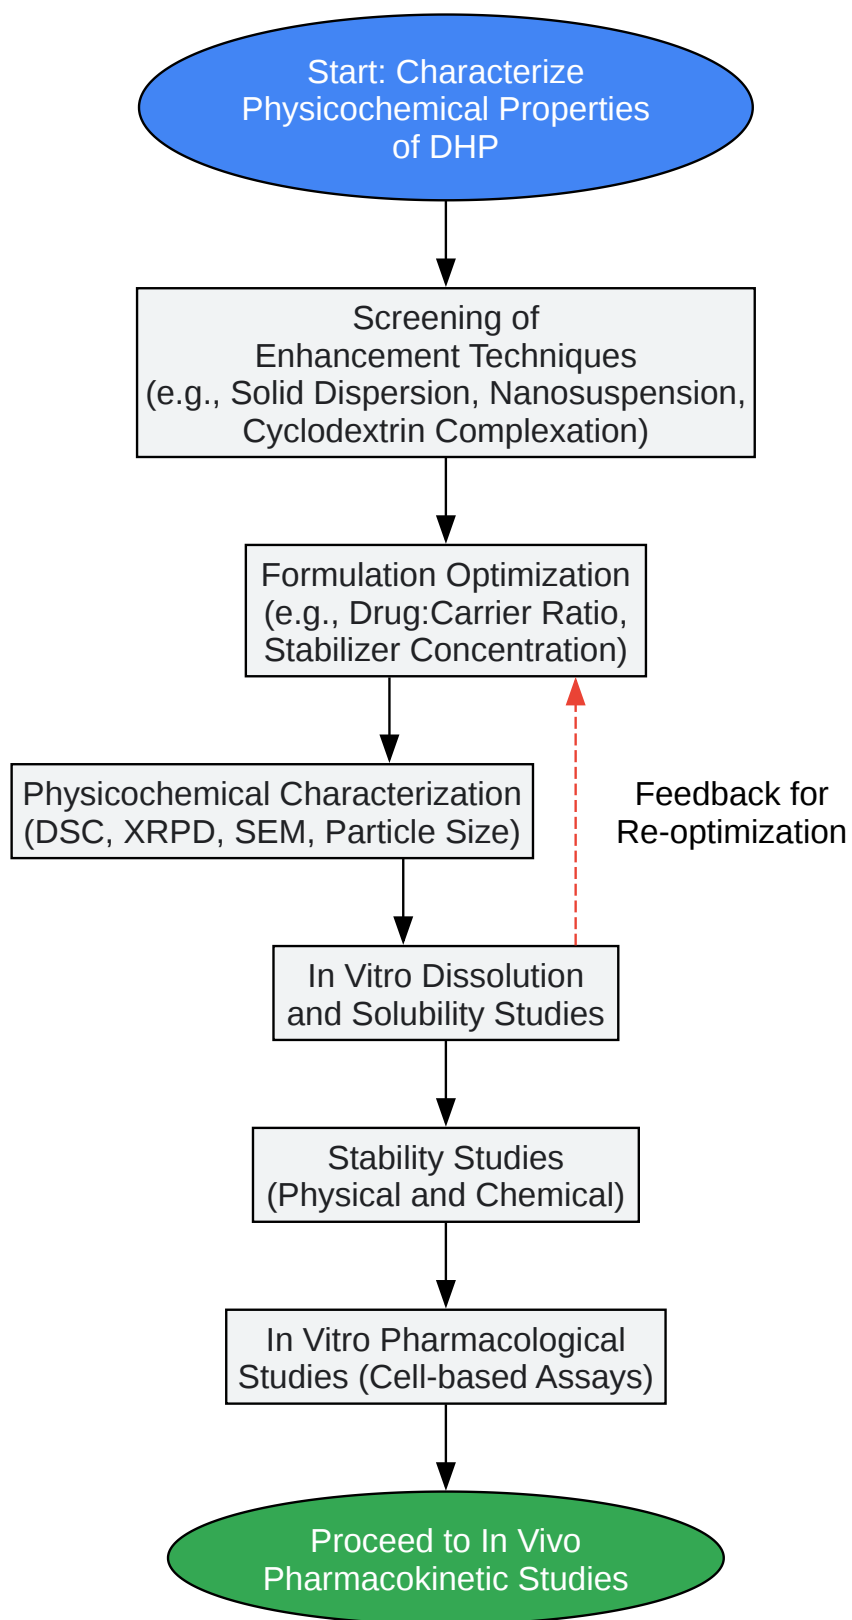 Start: Characterize
Physicochemical Properties
of DHP
Screening of
Enhancement Techniques
(e.g., Solid Dispersion, Nanosuspension,
Cyclodextrin Complexation)
Formulation Optimization
(e.g., Drug:Carrier Ratio,
Stabilizer Concentration)
Physicochemical Characterization
(DSC, XRPD, SEM, Particle Size)
Feedback for
Re-optimization
In Vitro Dissolution
and Solubility Studies
Stability Studies
(Physical and Chemical)
In Vitro Pharmacological
Studies (Cell-based Assays)
Proceed to In Vivo
Pharmacokinetic Studies